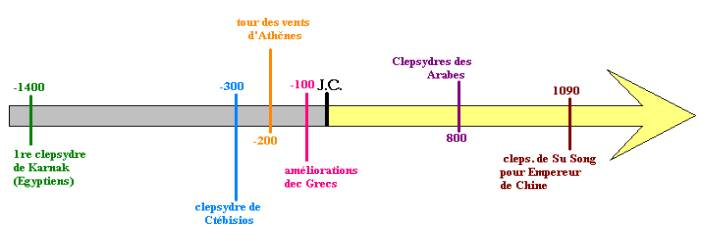 -1400
1re clepsydre
de Karnak
(Egyptiens)
-300
clepsydre de
Ctébisios
tour des vents
d'Athènes
-200
-100
améliorations
dec Grecs
J.C.
Clepsydres des
Arabes
800
1090
cleps. de Su Song
pour Empereur
de Chine